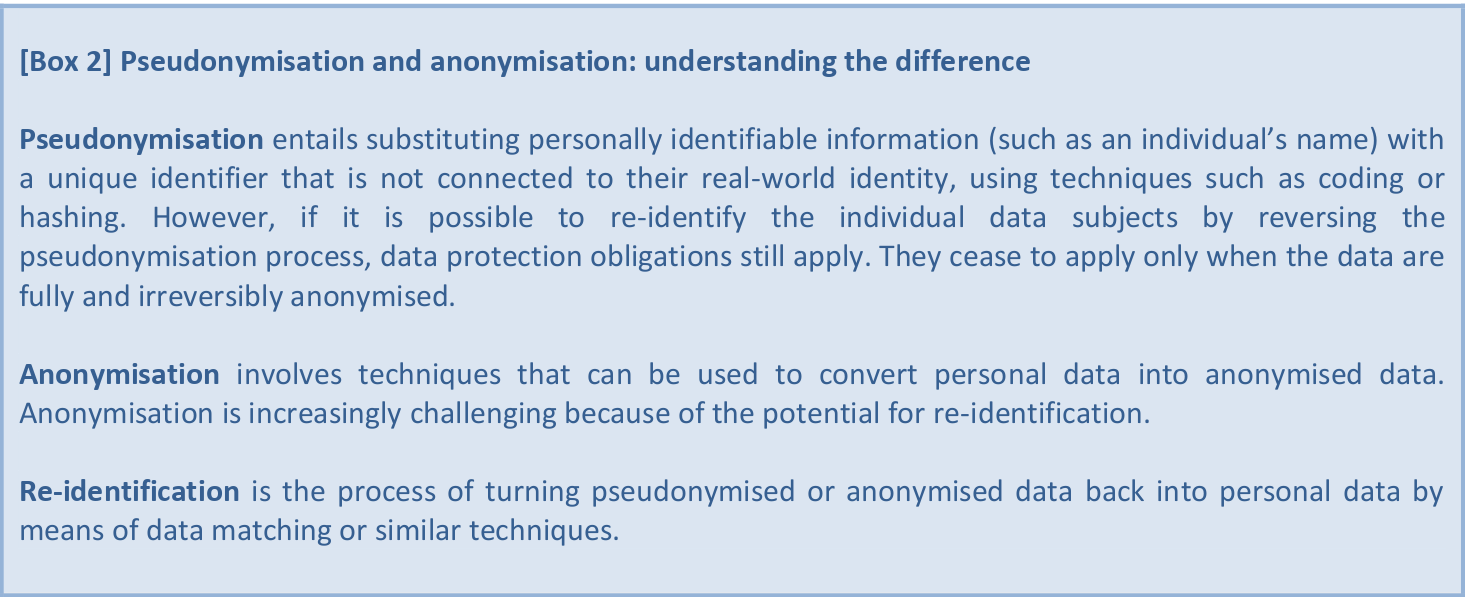 [Box 2] Pseudonymisation and anonymisation: understanding the difference
Pseudonymisation entails substituting personally identifiable information (such as an individual’s name) with
a unique identifier that is not connected to their real-world identity, using techniques such as coding or
hashing. However, if it is possible to re-identify the individual data subjects by reversing the
pseudonymisation process, data protection obligations still apply. They cease to apply only when the data are
fully and irreversibly anonymised.
Anonymisation involves techniques that can be used to convert personal data into anonymised data.
Anonymisation is increasingly challenging because of the potential for re-identification.
Re-identification is the process of turning pseudonymised or anonymised data back into personal data by
means of data matching or similar techniques.